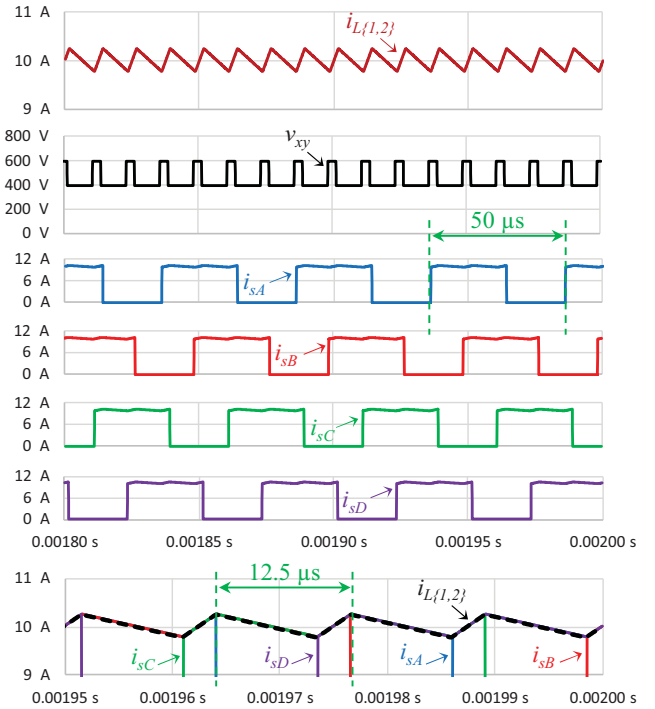 11 A
i_{L{1,2}}
10 A
9 A
800 V
v_{xy}
600 V
400 V
200 V
0 V
50 µs
12 A
6 A
i_{sA}
0 A
12 A
6 A
i_{sB}
0 A
12 A
6 A
i_{sC}
0 A
12 A
6 A
i_{sD}
0 A
0.00180 s 0.00185 s 0.00190 s 0.00195 s 0.00200 s
11 A
12.5 µs
i_{L{1,2}}
10 A
i_{sC} i_{sD} i_{sA} i_{sB}
9 A
0.00195 s 0.00196 s 0.00197 s 0.00198 s 0.00199 s 0.00200 s